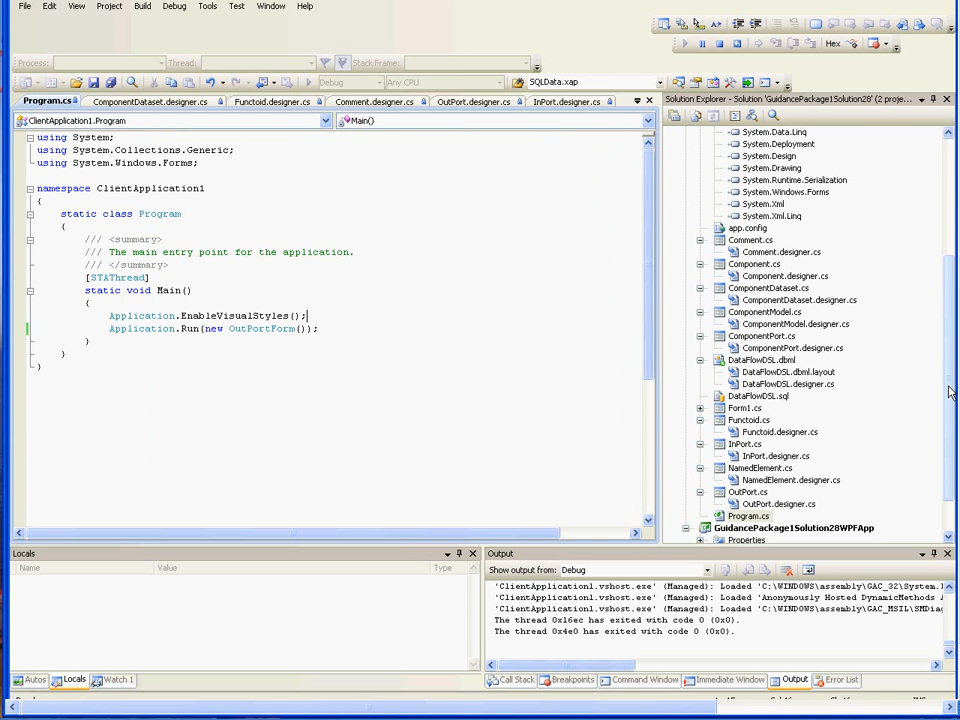 File Edit View Project Build Debug Tools Test Window Help
Hex
Process: Thread: Stack Frame:
Debug Any CPU SQLData.xap
Program.cs ComponentDataset.designer.cs Functoid.designer.cs Comment.designer.cs OutPort.designer.cs InPort.designer.cs
Solution Explorer - Solution 'GuidancePackage1Solution28' (2 proje...
ClientApplication1.Program Main()
using System;
using System.Collections.Generic;
using System.Windows.Forms;
namespace ClientApplication1
{
static class Program
{
/// <summary>
/// The main entry point for the application.
/// </summary>
[STAThread]
static void Main()
{
Application.EnableVisualStyles();
Application.Run(new OutPortForm());
}
}
}
System.Data.Linq
System.Deployment
System.Design
System.Drawing
System.Runtime.Serialization
System.Windows.Forms
System.Xml
System.Xml.Linq
app.config
Comment.cs
Comment.designer.cs
Component.cs
Component.designer.cs
ComponentDataset.cs
ComponentDataset.designer.cs
ComponentModel.cs
ComponentModel.designer.cs
ComponentPort.cs
ComponentPort.designer.cs
DataFlowDSL.dbml
DataFlowDSL.dbml.layout
DataFlowDSL.designer.cs
DataFlowDSL.sql
Form1.cs
Functoid.cs
Functoid.designer.cs
InPort.cs
InPort.designer.cs
NamedElement.cs
NamedElement.designer.cs
OutPort.cs
OutPort.designer.cs
Program.cs
GuidancePackage1Solution28WPFApp
Properties
Locals
Name Value Type
Autos Locals Watch 1
Output
Show output from: Debug
'ClientApplication1.vshost.exe' (Managed): Loaded 'C:\WINDOWS\assembly\GAC_32\System.
'ClientApplication1.vshost.exe' (Managed): Loaded 'Anonymously Hosted DynamicMethods
'ClientApplication1.vshost.exe' (Managed): Loaded 'C:\WINDOWS\assembly\GAC_MSIL\SMDiag
The thread 0x16ec has exited with code 0 (0x0).
The thread 0x4e0 has exited with code 0 (0x0).
Call Stack Breakpoints Command Window Immediate Window Output Error List